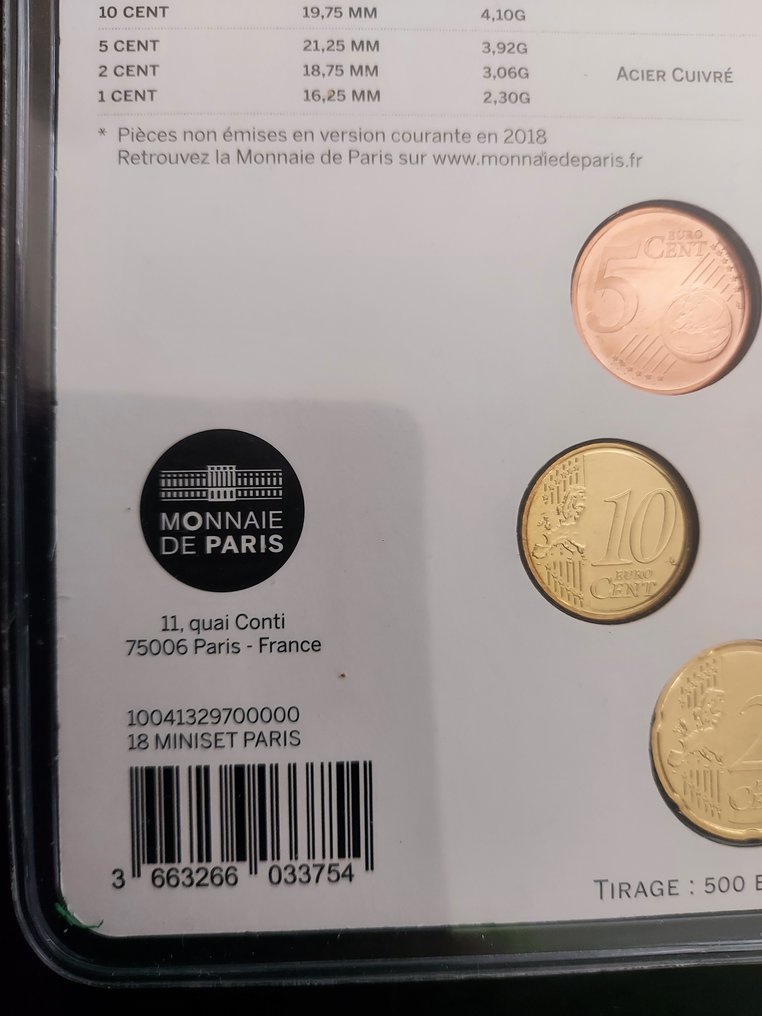 10 CENT 19,75 MM 4,10G
5 CENT 21,25 MM 3,92G
2 CENT 18,75 MM 3,06G ACIER CUIVRÉ
1 CENT 16,25 MM 2,30G
* Pièces non émises en version courante en 2018
Retrouvez la Monnaie de Paris sur www.monnaiedeparis.fr
5 EURO
CENT
MONNAIE
DE PARIS
10
EURO
CENT
11, quai Conti
75006 Paris - France
10041329700000
18 MINISET PARIS
2
3 663266 033754
TIRAGE : 500 E